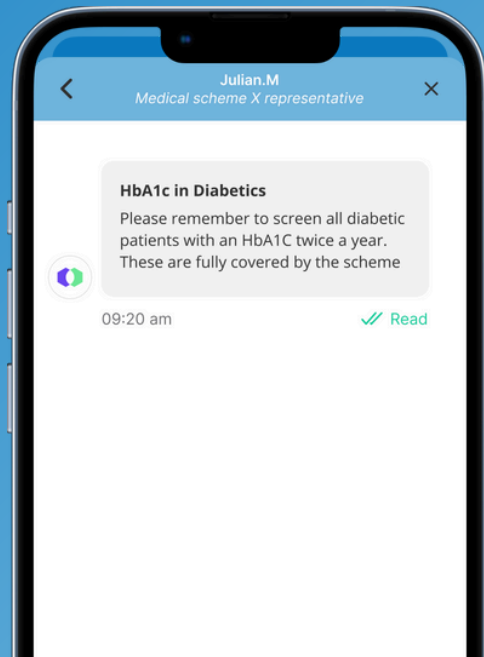 Julian.M
Medical scheme X representative
HbA1c in Diabetics
Please remember to screen all diabetic
patients with an HbA1C twice a year.
These are fully covered by the scheme
09:20 am
Read